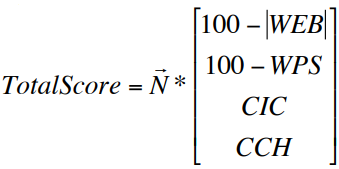 TotalScore = N⃗ * [100 − |WEB|
100 − WPS
CIC
CCH]